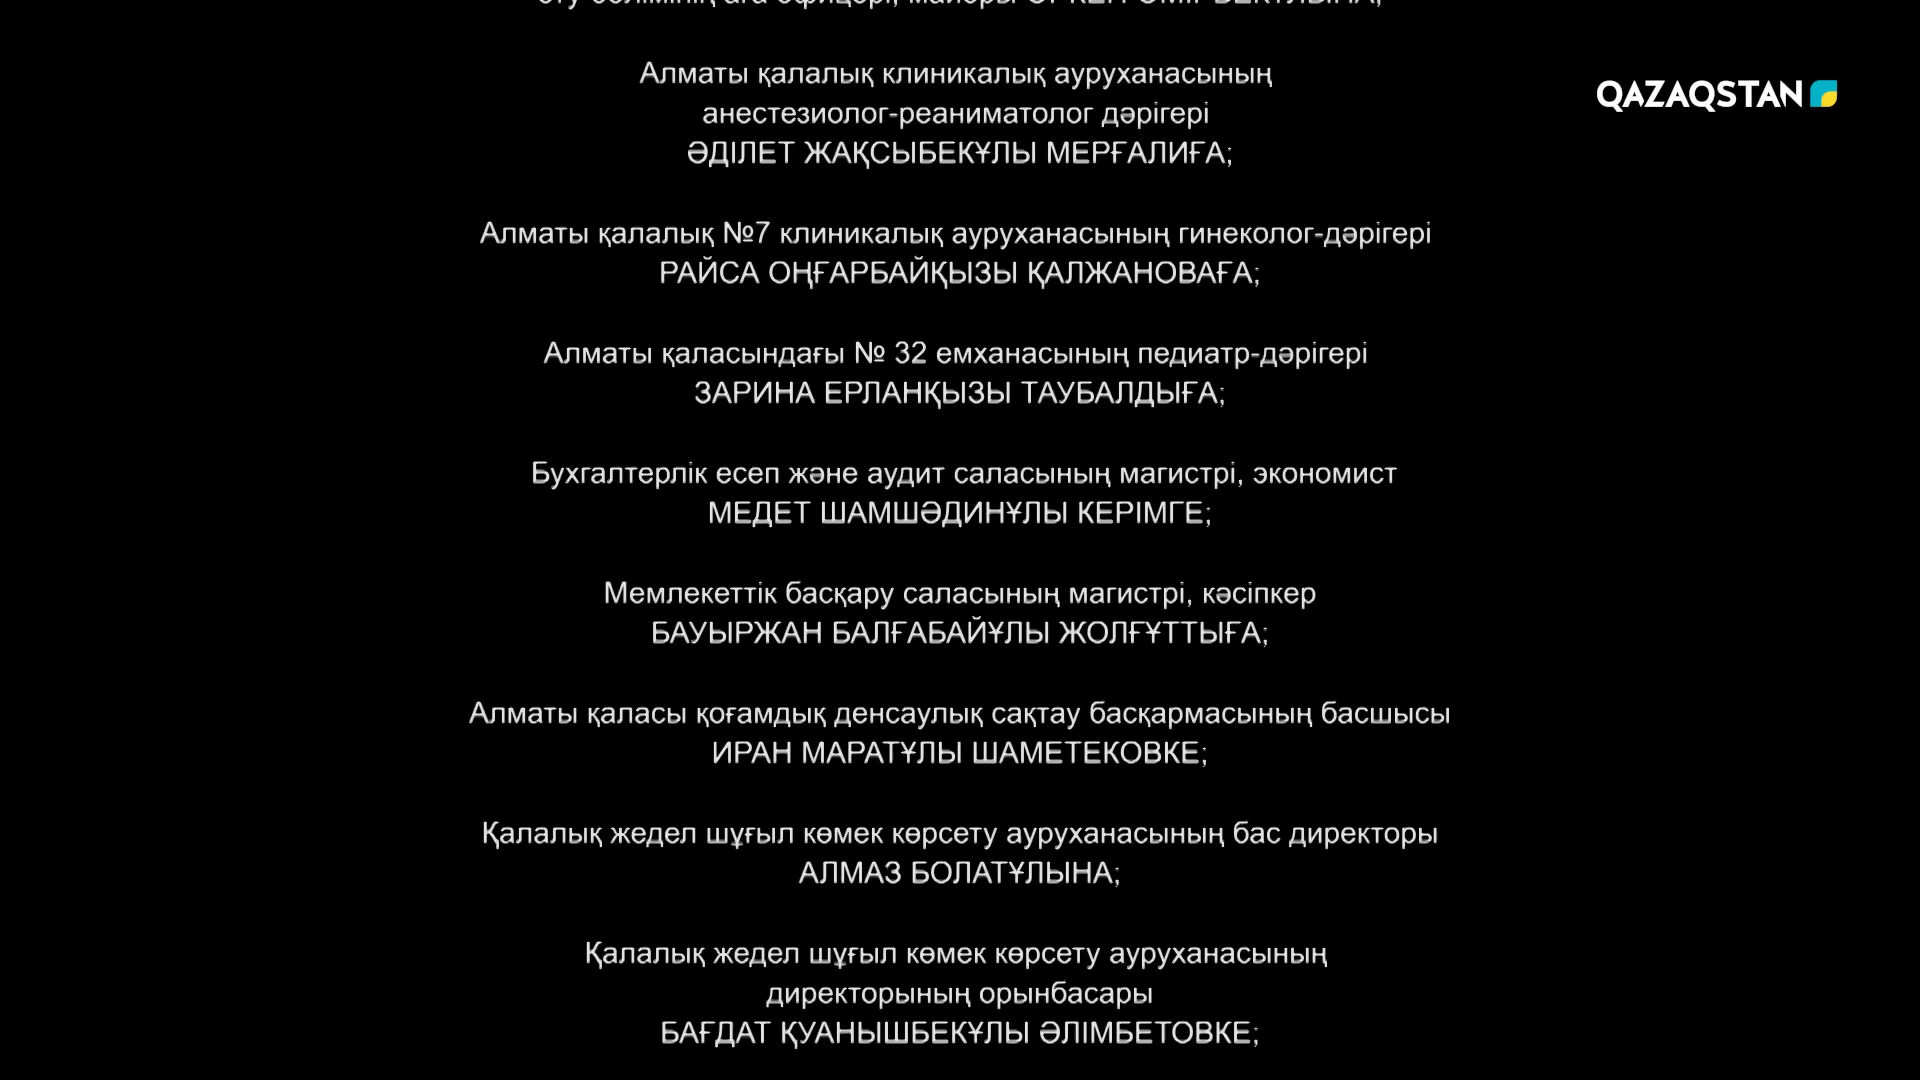 Алматы қалалық клиникалық ауруханасының
QAZAQSTAN
анестезиолог-реаниматолог дәрігері
ӘДІЛЕТ ЖАҚСЫБЕКҰЛЫ МЕРҒАЛИҒА;
Алматы қалалық №7 клиникалық ауруханасының гинеколог-дәрігері
РАЙСА ОҢҒАРБАЙҚЫЗЫ ҚАЛЖАНОВАҒА;
Алматы қаласындағы № 32 емханасының педиатр-дәрігері
ЗАРИНА ЕРЛАНҚЫЗЫ ТАУБАЛДЫҒА;
Бухгалтерлік есеп және аудит саласының магистрі, экономист
МЕДЕТ ШАМШӘДИНҰЛЫ КЕРІМГЕ;
Мемлекеттік басқару саласының магистрі, кәсіпкер
БАУЫРЖАН БАЛҒАБАЙҰЛЫ ЖОЛҒҰТТЫҒА;
Алматы қаласы қоғамдық денсаулық сақтау басқармасының басшысы
ИРАН МАРАТҰЛЫ ШАМЕТЕКОВКЕ;
Қалалық жедел шұғыл көмек көрсету ауруханасының бас директоры
АЛМАЗ БОЛАТҰЛЫНА;
Қалалық жедел шұғыл көмек көрсету ауруханасының
директорының орынбасары
БАҒДАТ ҚУАНЫШБЕКҰЛЫ ӘЛІМБЕТОВКЕ;